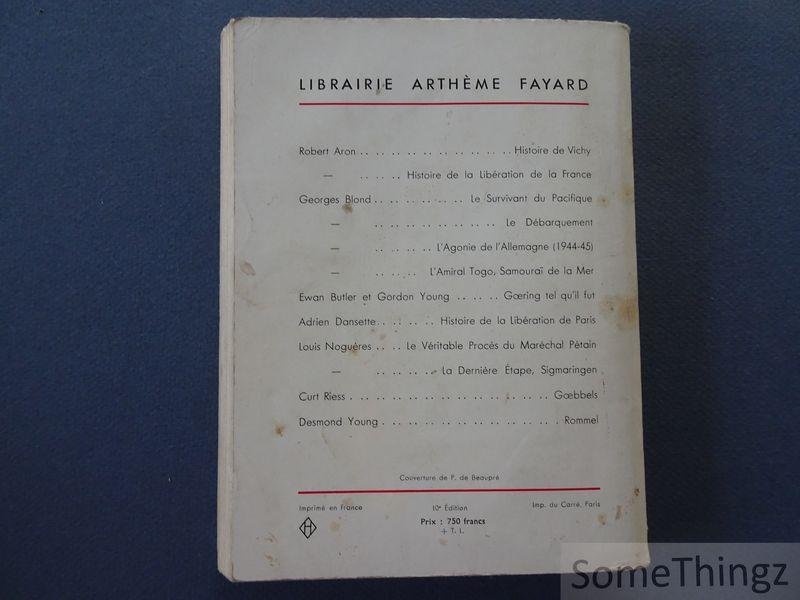 LIBRAIRIE ARTHÈME FAYARD
Robert Aron .. .. .. .. .. .. .. .. .. .. Histoire de Vichy
— .. .. .. Histoire de la Libération de la France
Georges Blond .. .. .. .. .. .. Le Survivant du Pacifique
— .. .. .. .. .. .. .. .. Le Débarquement
— .. .. .. .. L'Agonie de l'Allemagne (1944-45)
— .. .. .. L'Amiral Togo, Samouraï de la Mer
Ewan Butler et Gordon Young .. .. .. Gœring tel qu'il fut
Adrien Dansette .. .. .. .. Histoire de la Libération de Paris
Louis Noguères .. .. Le Véritable Procés du Maréchal Pétain
— .. .. .. .. La Dernière Étape, Sigmaringen
Curt Riess .. .. .. .. .. .. .. .. .. .. .. .. .. Gœbbels
Desmond Young .. .. .. .. .. .. .. .. .. .. .. .. Rommel
Couverture de P. de Beaupré
Imprimé en France 10e Édition Imp. du Carré, Paris
Prix : 750 francs
+ T. L.
H
SomeThingz